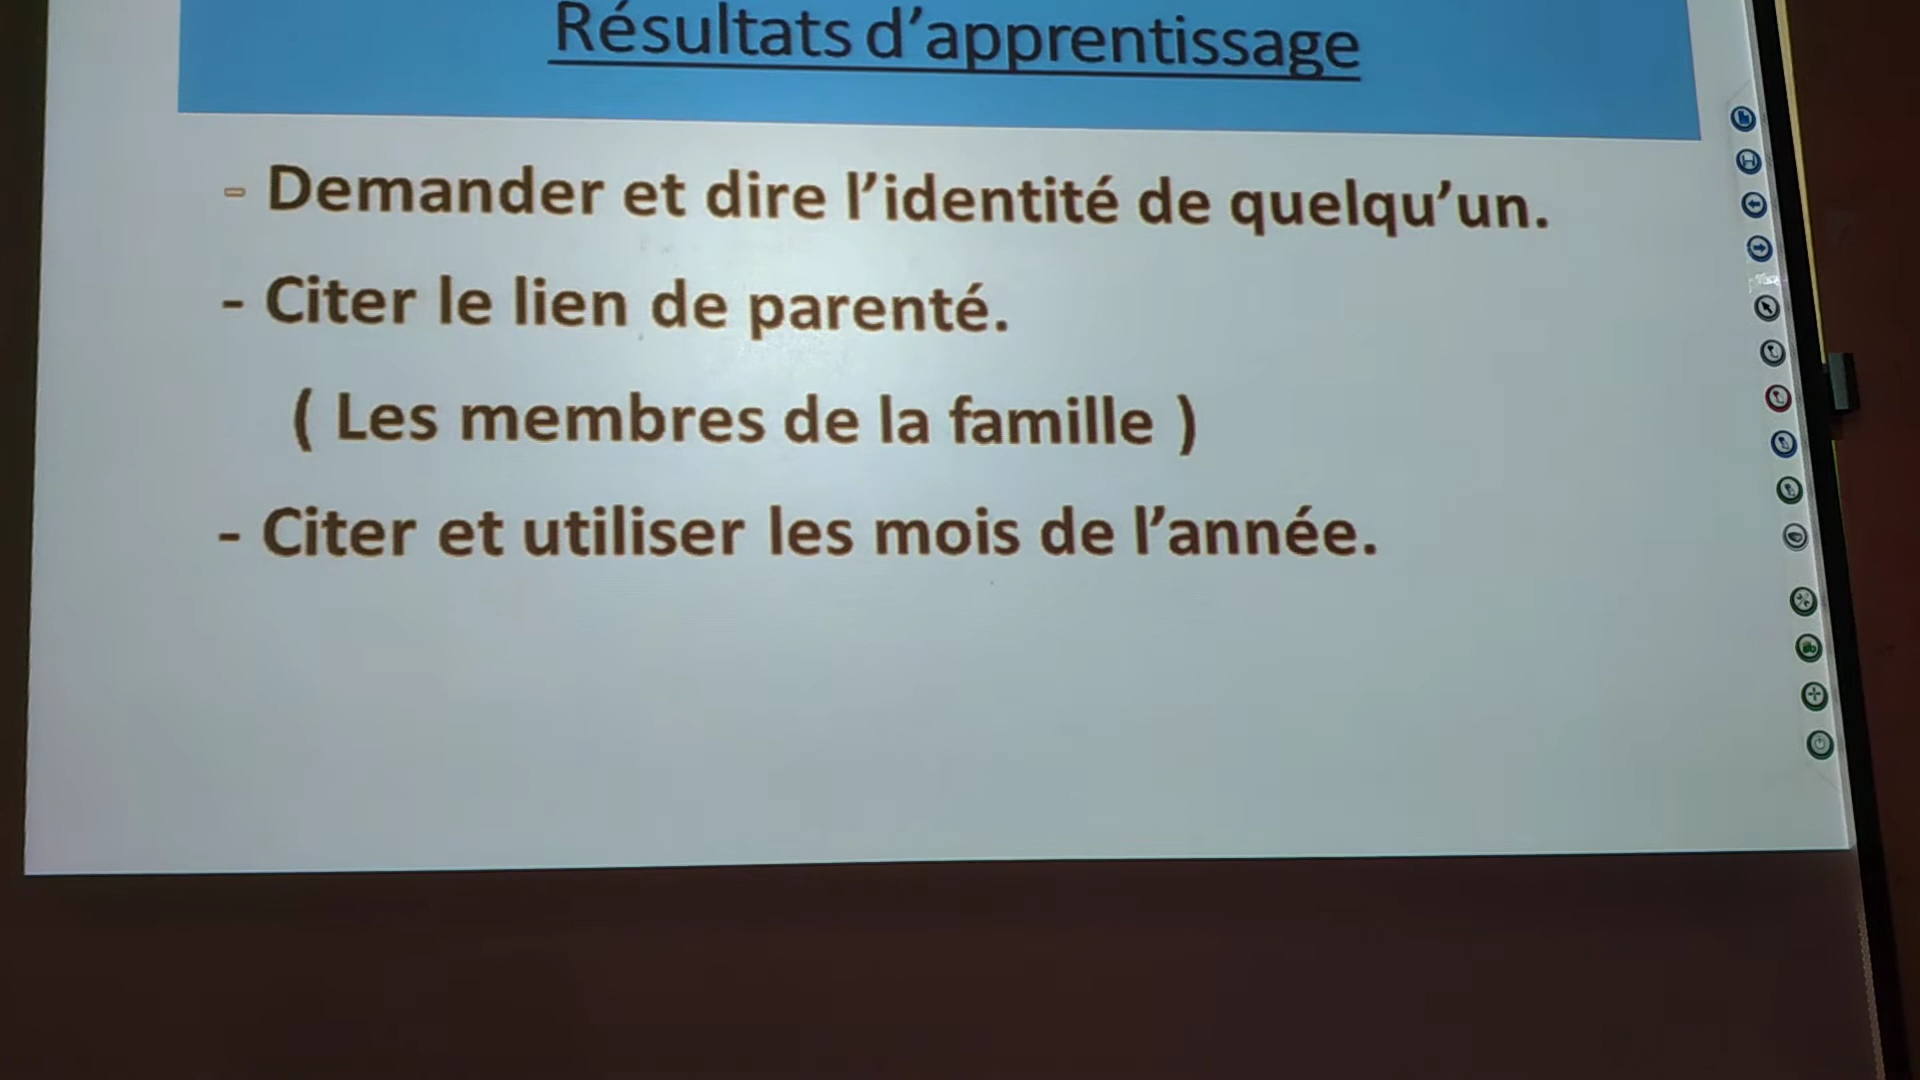 Résultats d’apprentissage
- Demander et dire l’identité de quelqu’un.
- Citer le lien de parenté.
( Les membres de la famille )
- Citer et utiliser les mois de l’année.